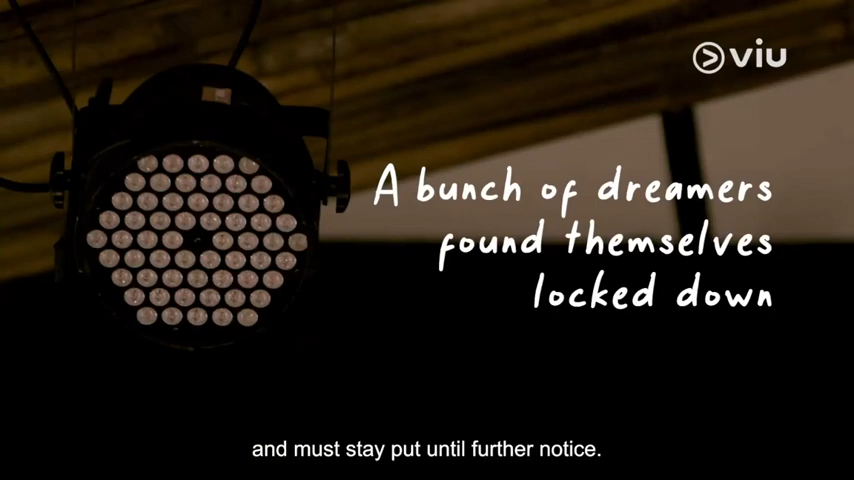 viu
A bunch of dreamers
found themselves
locked down
and must stay put until further notice.